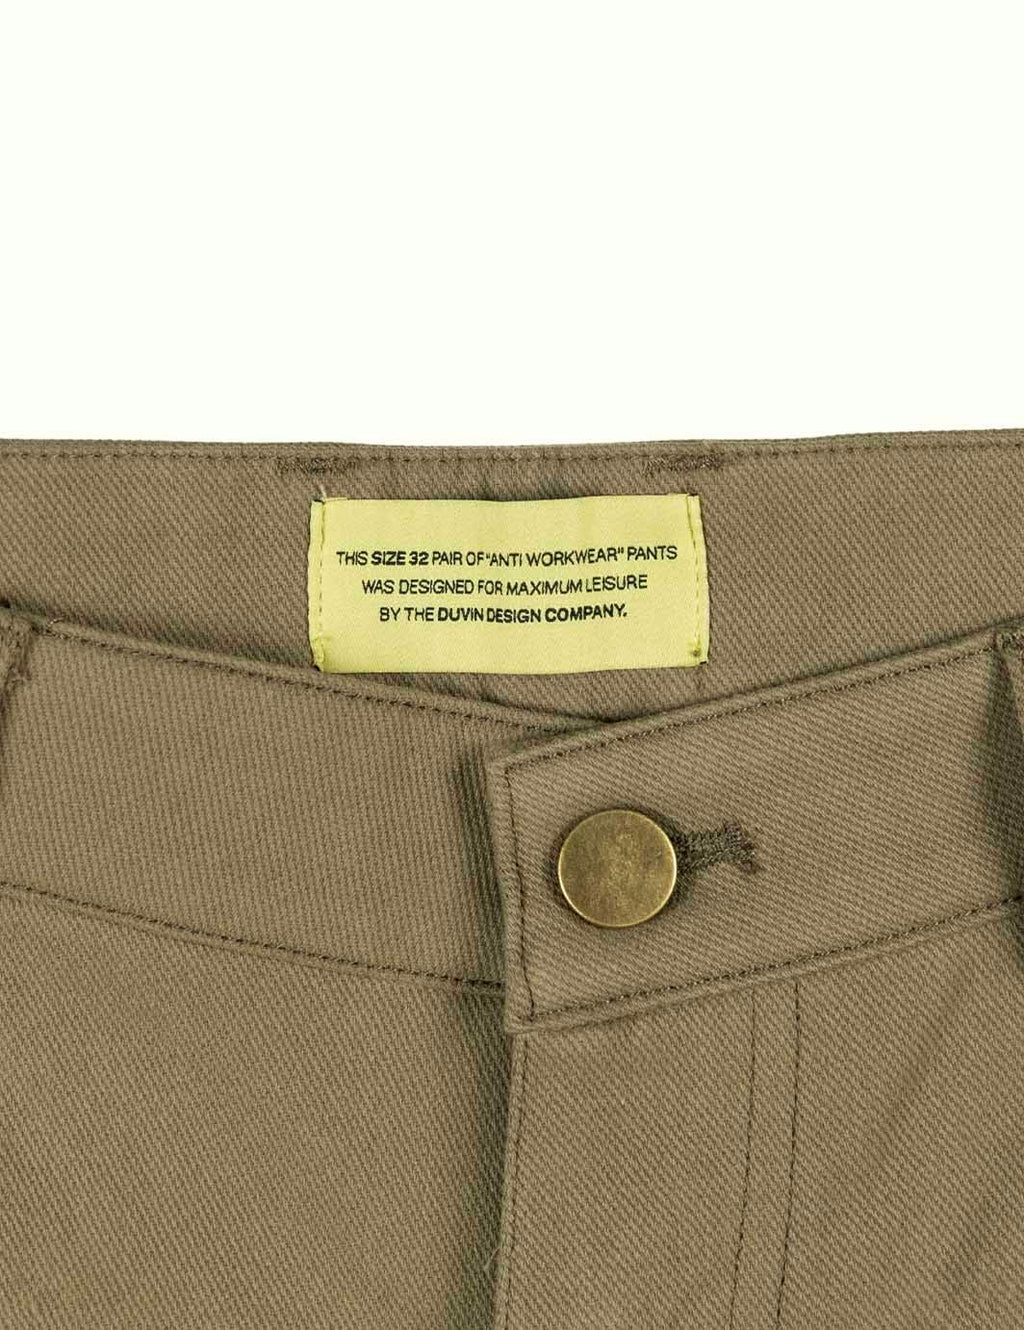 THIS SIZE 32 PAIR OF "ANTI WORKWEAR" PANTS
WAS DESIGNED FOR MAXIMUM LEISURE
BY THE DUVIN DESIGN COMPANY.